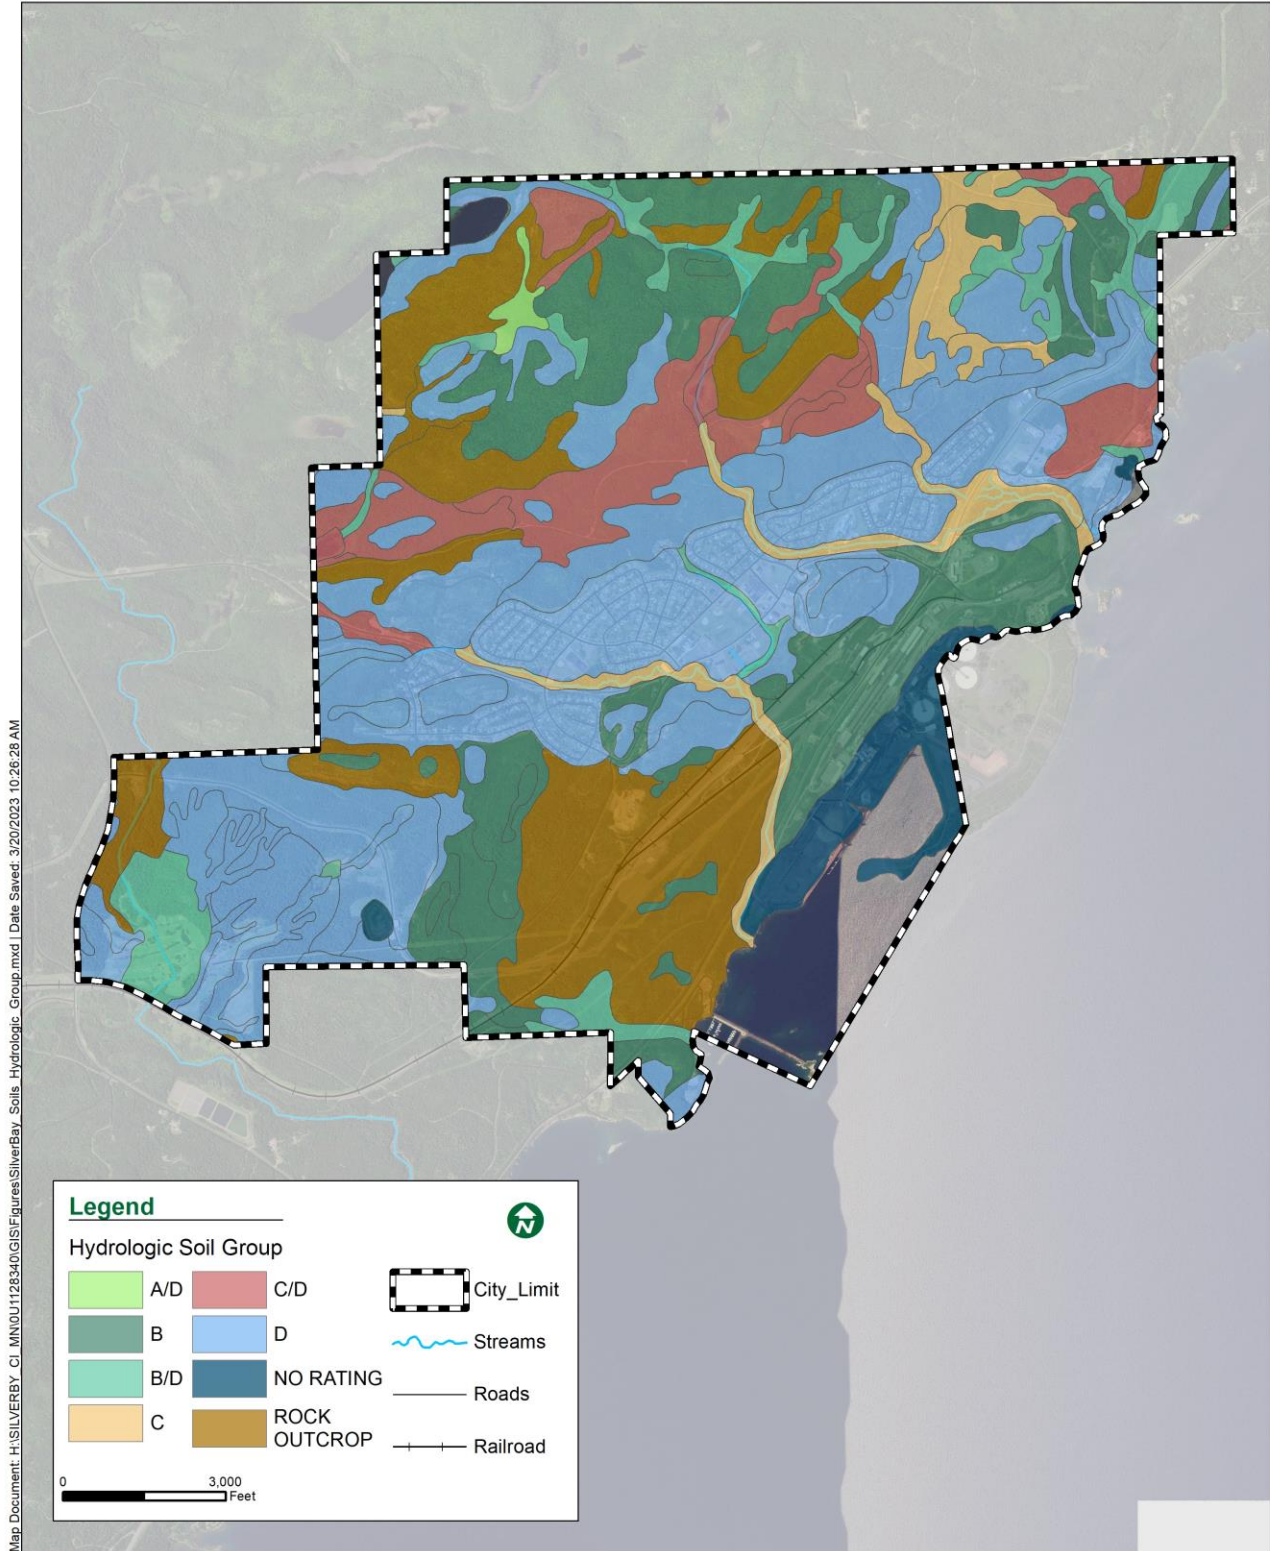 Map Document: H:\SILVERBY_CI_MN\0U1128340\GIS\Figures\SilverBay_Soils_Hydrologic_Group.mxd | Date Saved: 3/20/2023 10:26:28 AM
Legend
N
Hydrologic Soil Group
A/D
C/D
City_Limit
B
D
Streams
B/D
NO RATING
Roads
C
ROCK
OUTCROP
Railroad
0
3,000
Feet